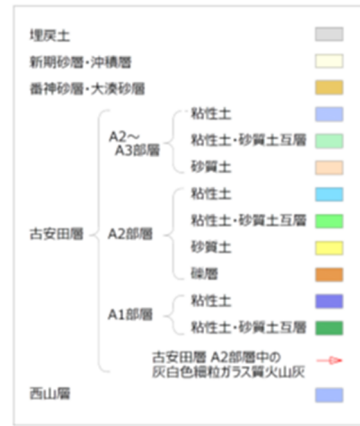 埋戻土
新期砂層・沖積層
番神砂層・大湊砂層
古安田層
A2～
A3部層
粘性土
粘性土・砂質土互層
砂質土
A2部層
粘性土
粘性土・砂質土互層
砂質土
礫層
A1部層
粘性土
粘性土・砂質土互層
古安田層 A2部層中の
灰白色細粒ガラス質火山灰
西山層